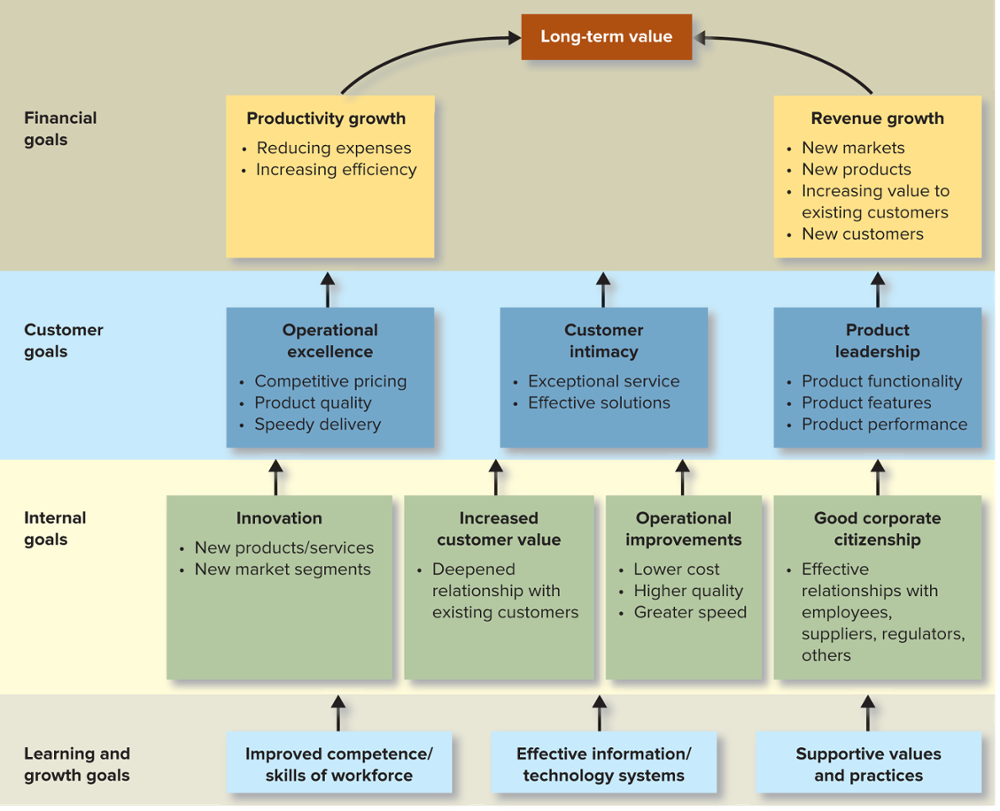 Long-term value
Financial
goals
Productivity growth
• Reducing expenses
• Increasing efficiency
Revenue growth
• New markets
• New products
• Increasing value to
existing customers
• New customers
Customer
goals
Operational
excellence
• Competitive pricing
• Product quality
• Speedy delivery
Customer
intimacy
• Exceptional service
• Effective solutions
Product
leadership
• Product functionality
• Product features
• Product performance
Internal
goals
Innovation
• New products/services
• New market segments
Increased
customer value
• Deepened
relationship with
existing customers
Operational
improvements
• Lower cost
• Higher quality
• Greater speed
Good corporate
citizenship
• Effective
relationships with
employees,
suppliers, regulators,
others
Learning and
growth goals
Improved competence/
skills of workforce
Effective information/
technology systems
Supportive values
and practices